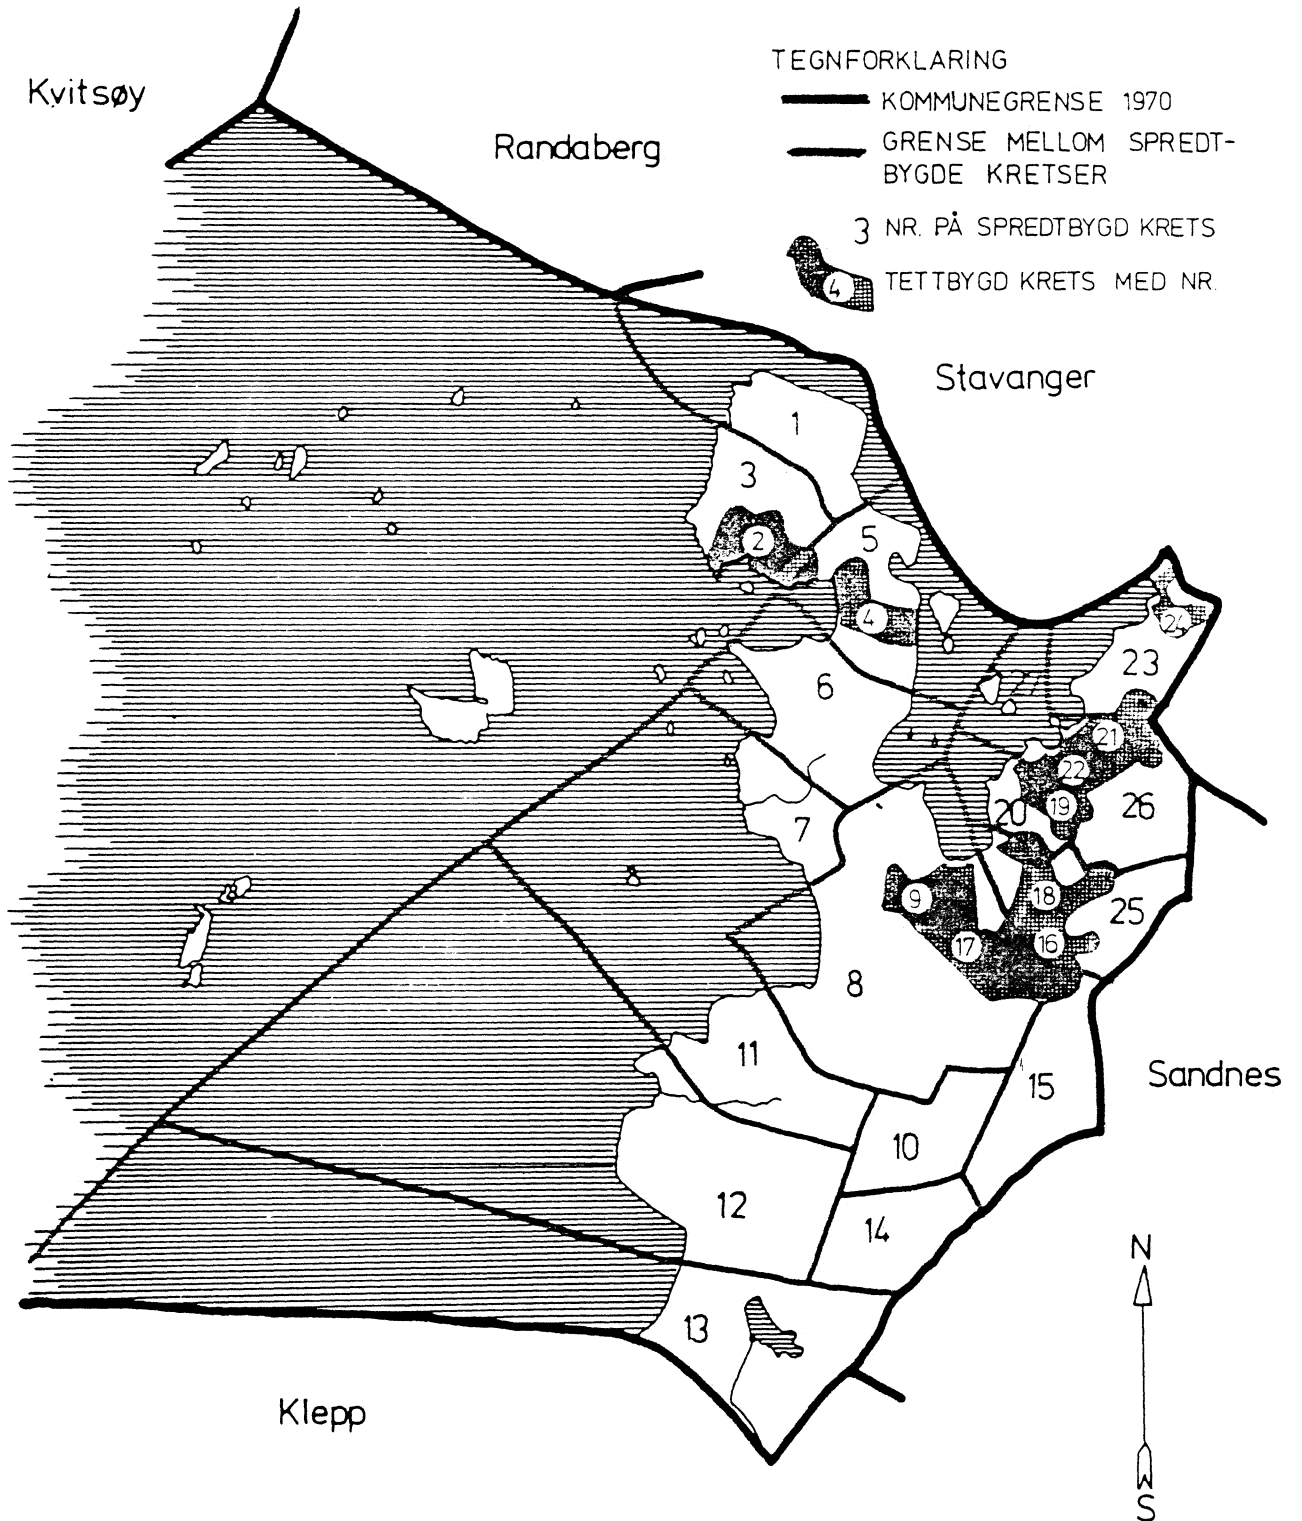 TEGNFORKLARING
KOMMUNEGRENSE 1970
GRENSE MELLOM SPREDT-
BYGDE KRETSER
3 NR. PÅ SPREDTBYGD KRETS
4 TETTBYGD KRETS MED NR.
Kvitsøy
Randaberg
Stavanger
1
3
2
5
4
24
23
6
27
21
22
19
20
26
7
9
18
25
17
16
8
11
15
Sandnes
10
12
14
13
N
Klepp
S